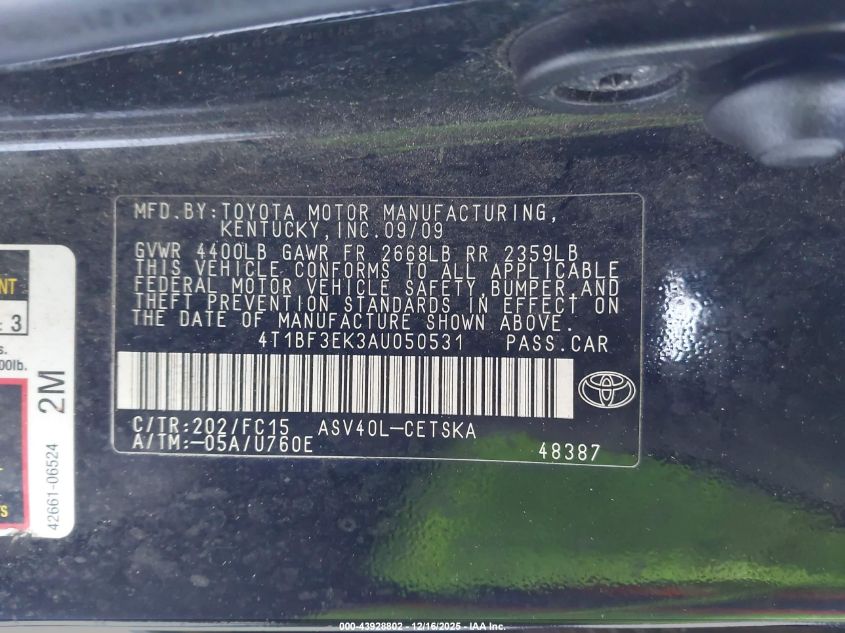 MFD.BY:TOYOTA MOTOR MANUFACTURING,
KENTUCKY,INC.09/09
GVWR 4400LB GAWR FR 2668LB RR 2359LB
THIS VEHICLE CONFORMS TO ALL APPLICABLE
FEDERAL MOTOR VEHICLE SAFETY,BUMPER,AND
THEFT PREVENTION STANDARDS IN EFFECT ON
THE DATE OF MANUFACTURE SHOWN ABOVE.
4T1BF3EK3AU050531 PASS.CAR
C/TR:202/FC15 ASV40L-CETSKA
A/TM:-05A/U760E
48387
3
2M
42661-06524
000-43928802 - 12/16/2025 - IAA Inc.